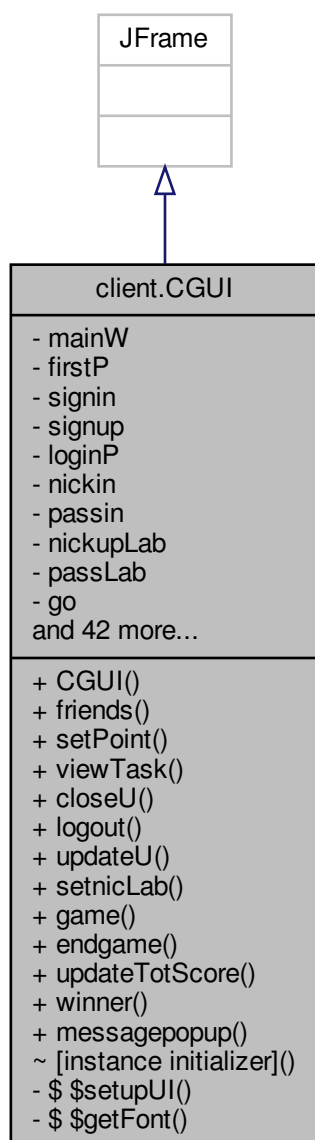 JFrame
client.CGUI
- mainW
- firstP
- signin
- signup
- loginP
- nickin
- passin
- nickupLab
- passLab
- go
and 42 more...
+ CGUI()
+ friends()
+ setPoint()
+ viewTask()
+ closeU()
+ logout()
+ updateU()
+ setnicLab()
+ game()
+ endgame()
+ updateTotScore()
+ winner()
+ messagepopup()
~ [instance initializer]()
- $ $setupUI()
- $ $getFont()